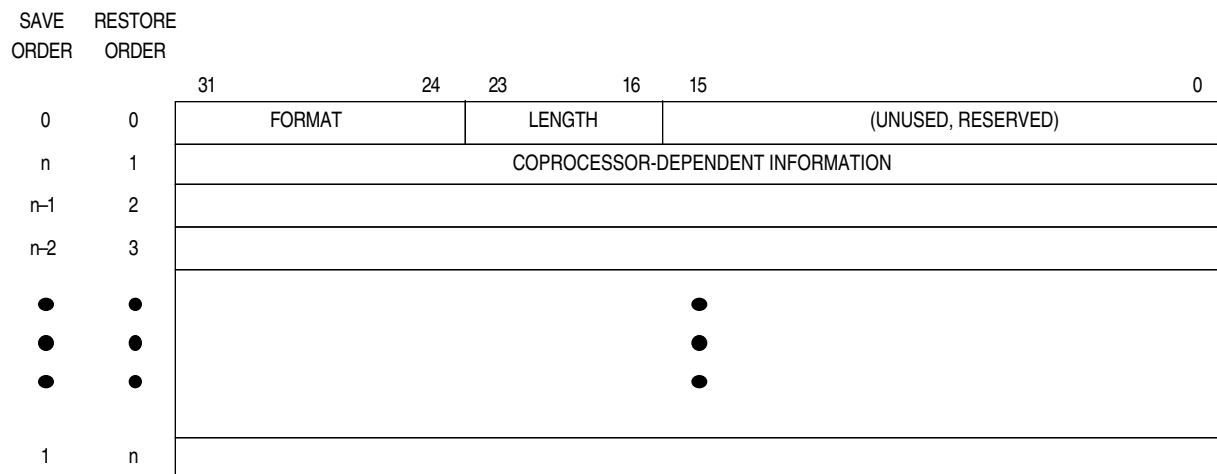 SAVE RESTORE
ORDER ORDER
31 24 23 16 15 0
0 0 FORMAT LENGTH (UNUSED, RESERVED)
n 1 COPROCESSOR-DEPENDENT INFORMATION
n–1 2
n–2 3
1 n